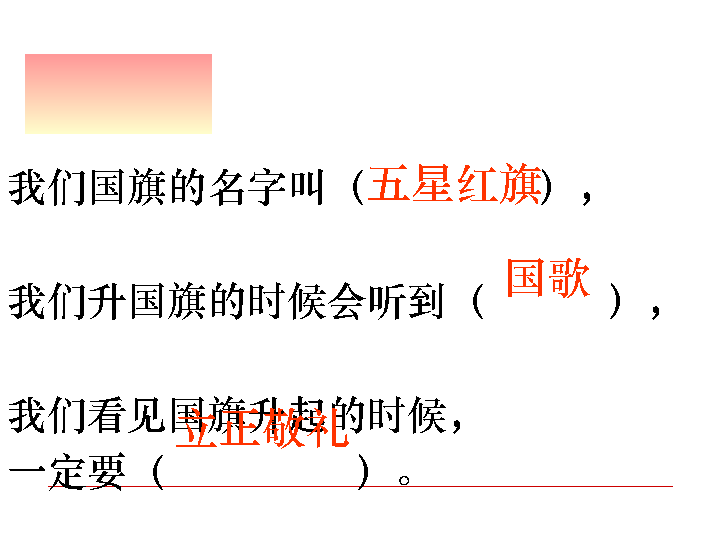 我们国旗的名字叫（五星红旗），
我们升国旗的时候会听到（国歌），
我们看见国旗升起的时候，
一定要（立正敬礼）。